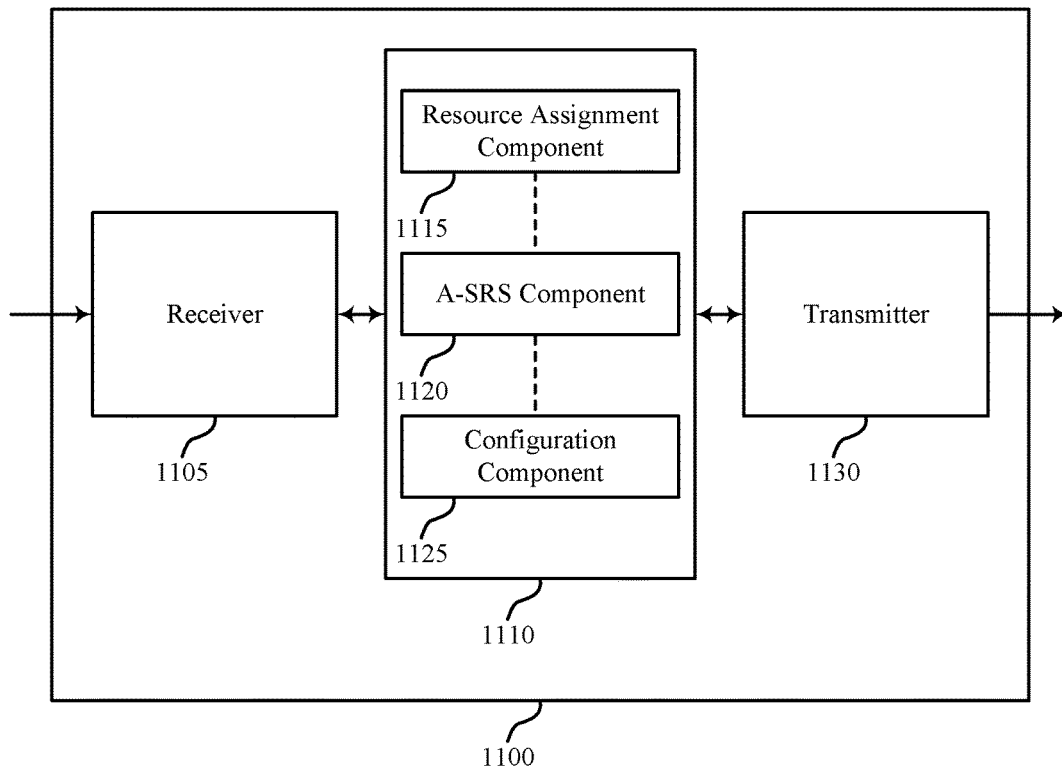 Resource Assignment
Component
1115
Receiver
1105
A-SRS Component
1120
Transmitter
1130
Configuration
Component
1125
1110
1100